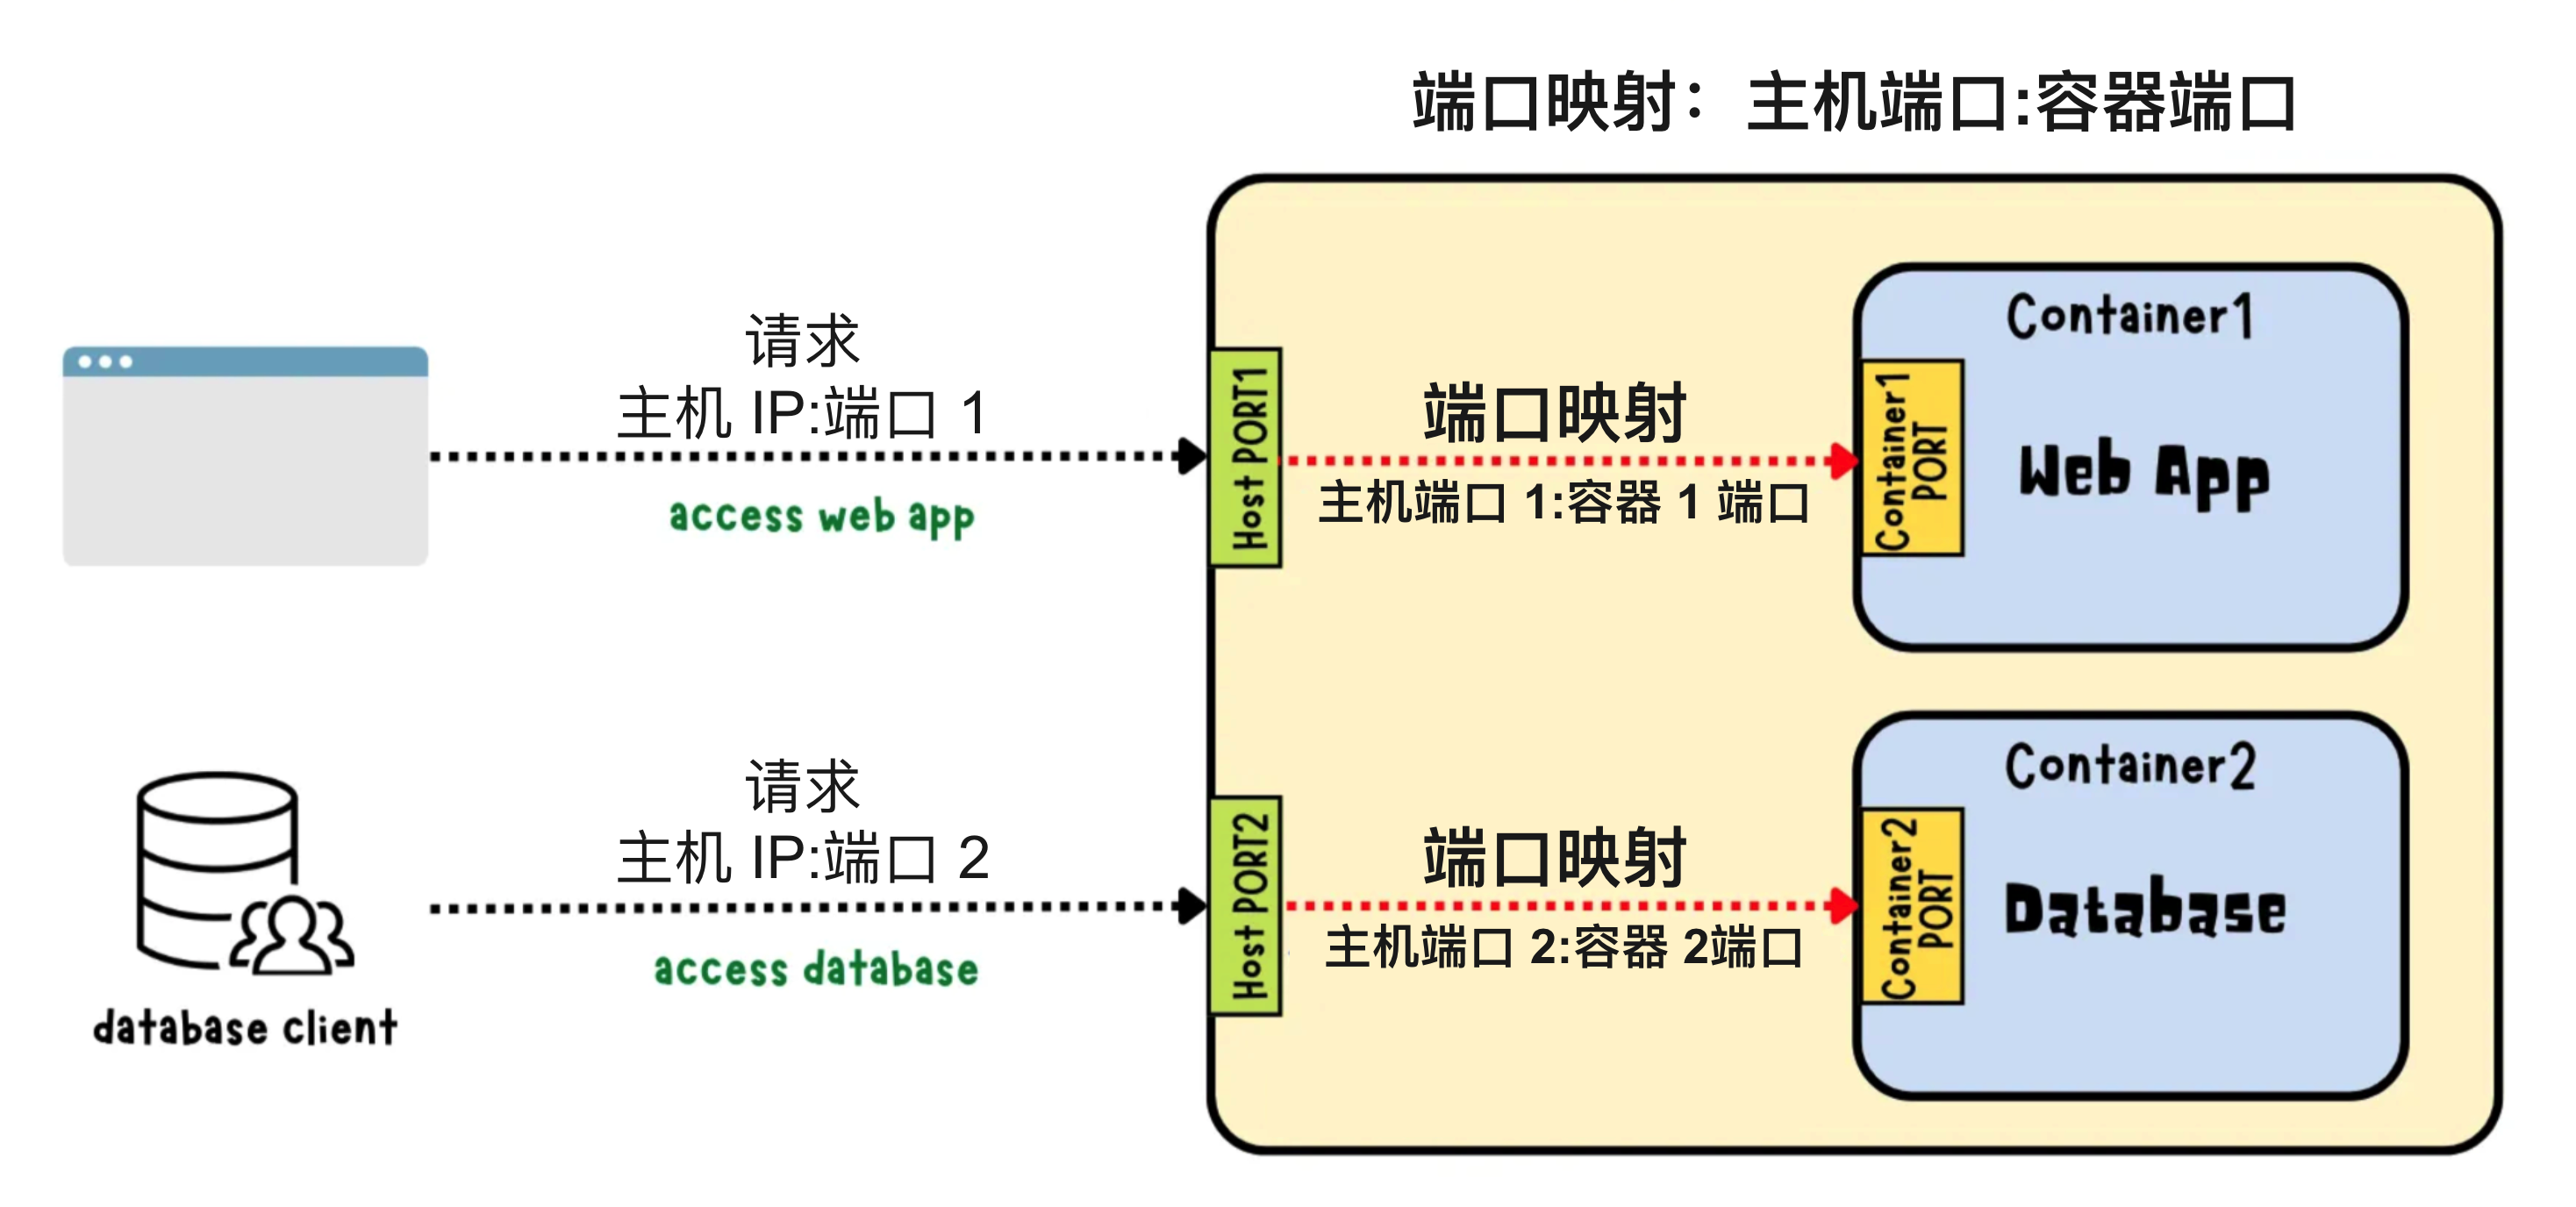 端口映射：主机端口:容器端口
请求
主机 IP:端口 1
access web app
Host PORT1
端口映射
主机端口 1:容器 1 端口
Container1
Container1
PORT
Web App
请求
主机 IP:端口 2
access database
database client
Host PORT2
端口映射
主机端口 2:容器 2端口
Container2
Container2
PORT
Database